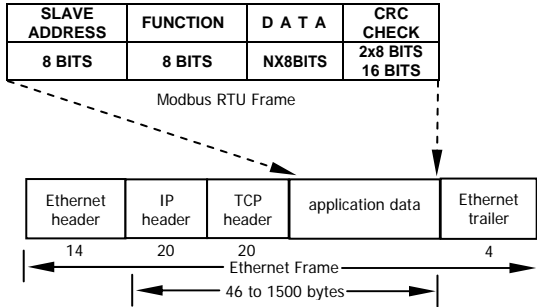 SLAVE ADDRESS FUNCTION D A T A CRC CHECK
8 BITS 8 BITS NX8BITS 2x8 BITS 16 BITS
Modbus RTU Frame
Ethernet header IP header TCP header application data Ethernet trailer
14 20 20 4
Ethernet Frame
46 to 1500 bytes